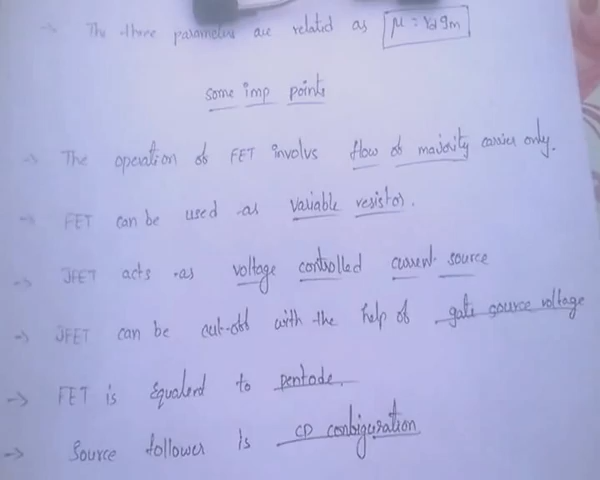 -> The three parameters are related as μ = rd gm
some imp points
-> The operation of FET involvs flow of majority carrier only.
-> FET can be used as variable resistor.
-> JFET acts as voltage controlled current source
-> JFET can be cut-off with the help of gate source voltage
-> FET is Equalend to pentode.
-> Source follower is CD configuration